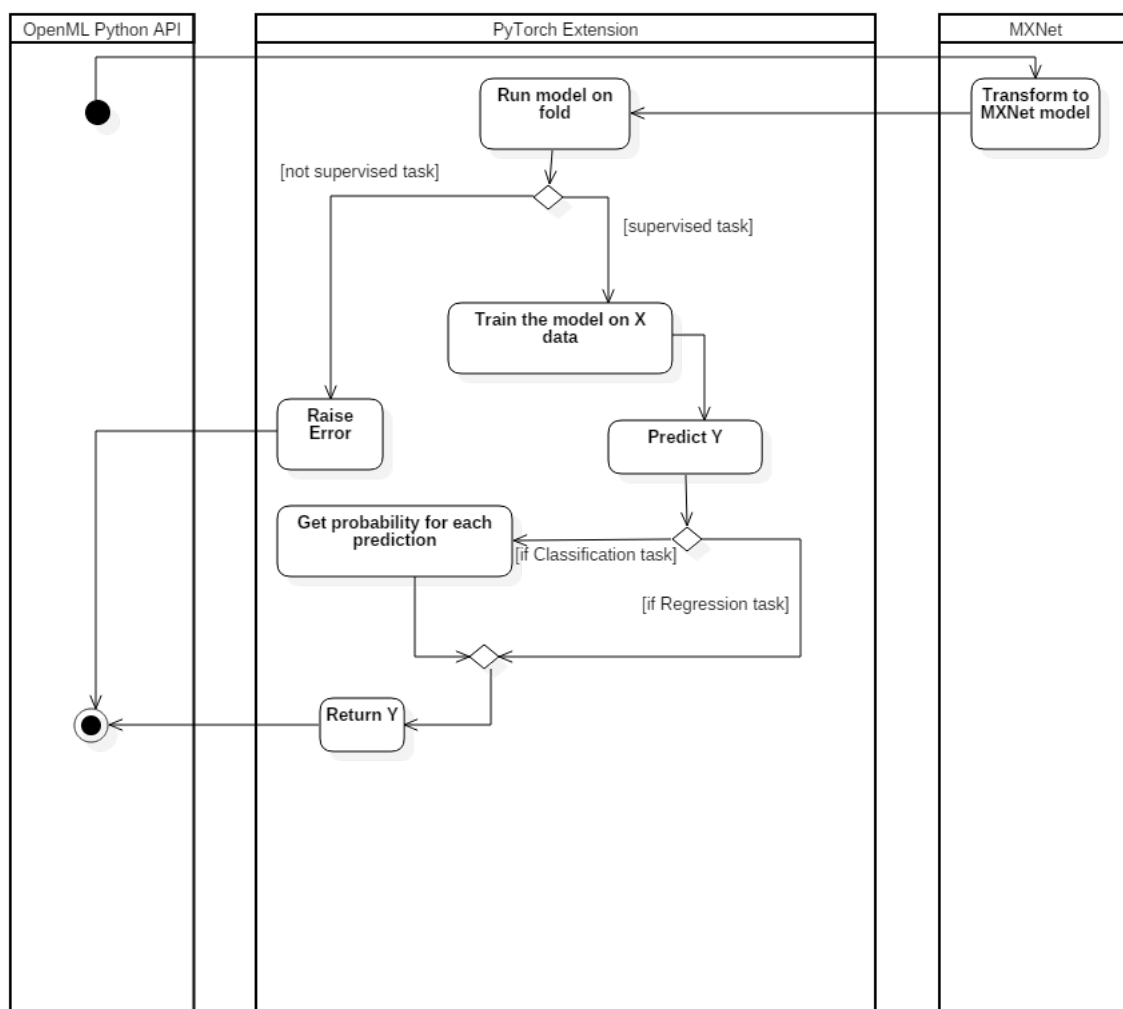 OpenML Python API
PyTorch Extension
MXNet
Run model on
fold
Transform to
MXNet model
[not supervised task]
[supervised task]
Train the model on X
data
Raise
Error
Predict Y
Get probability for each
prediction
[if Classification task]
[if Regression task]
Return Y